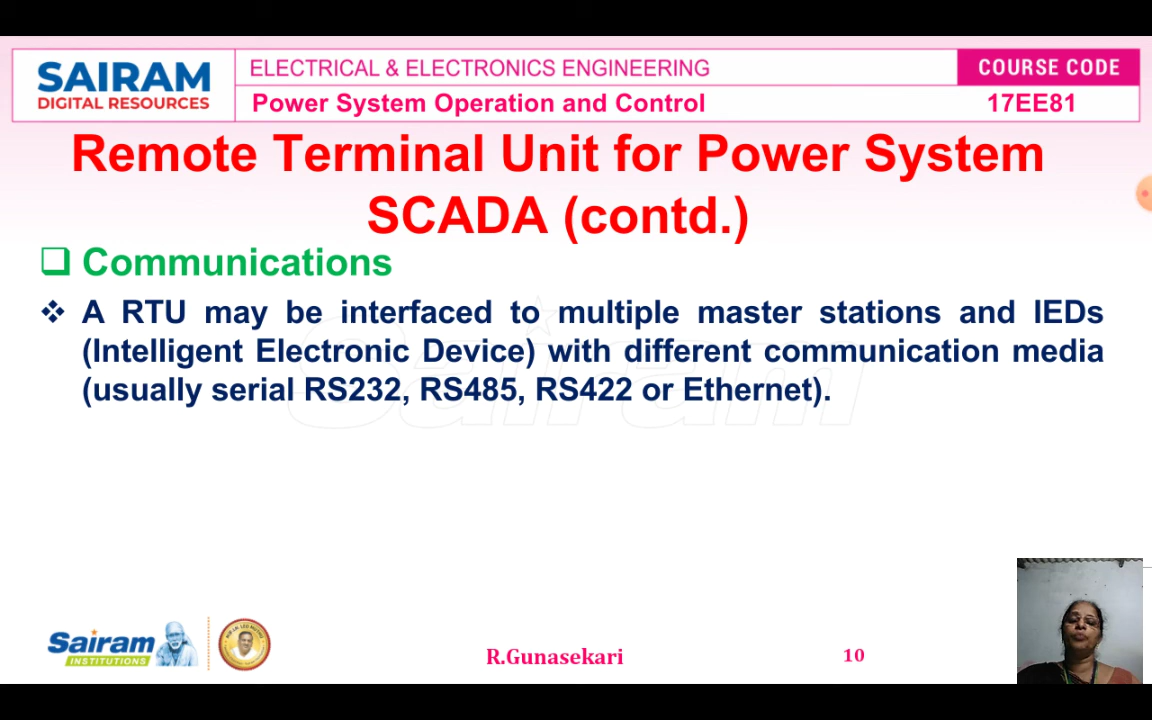 SAIRAM
DIGITAL RESOURCES
ELECTRICAL & ELECTRONICS ENGINEERING
COURSE CODE
Power System Operation and Control
17EE81
Remote Terminal Unit for Power System
SCADA (contd.)
Communications
A RTU may be interfaced to multiple master stations and IEDs
(Intelligent Electronic Device) with different communication media
(usually serial RS232, RS485, RS422 or Ethernet).
Sairam
Sairam
INSTITUTIONS
R.Gunasekari
10